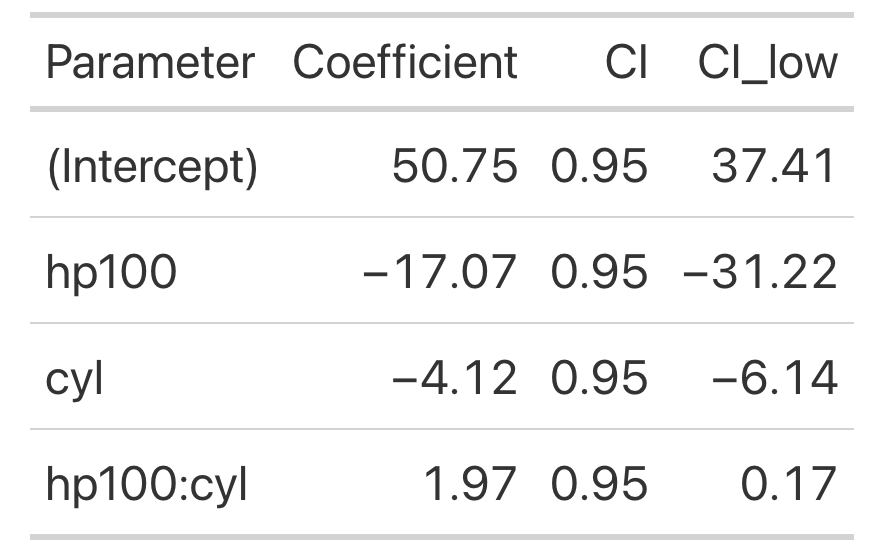 Parameter Coefficient CI CI_low
(Intercept) 50.75 0.95 37.41
hp100 −17.07 0.95 −31.22
cyl −4.12 0.95 −6.14
hp100:cyl 1.97 0.95 0.17